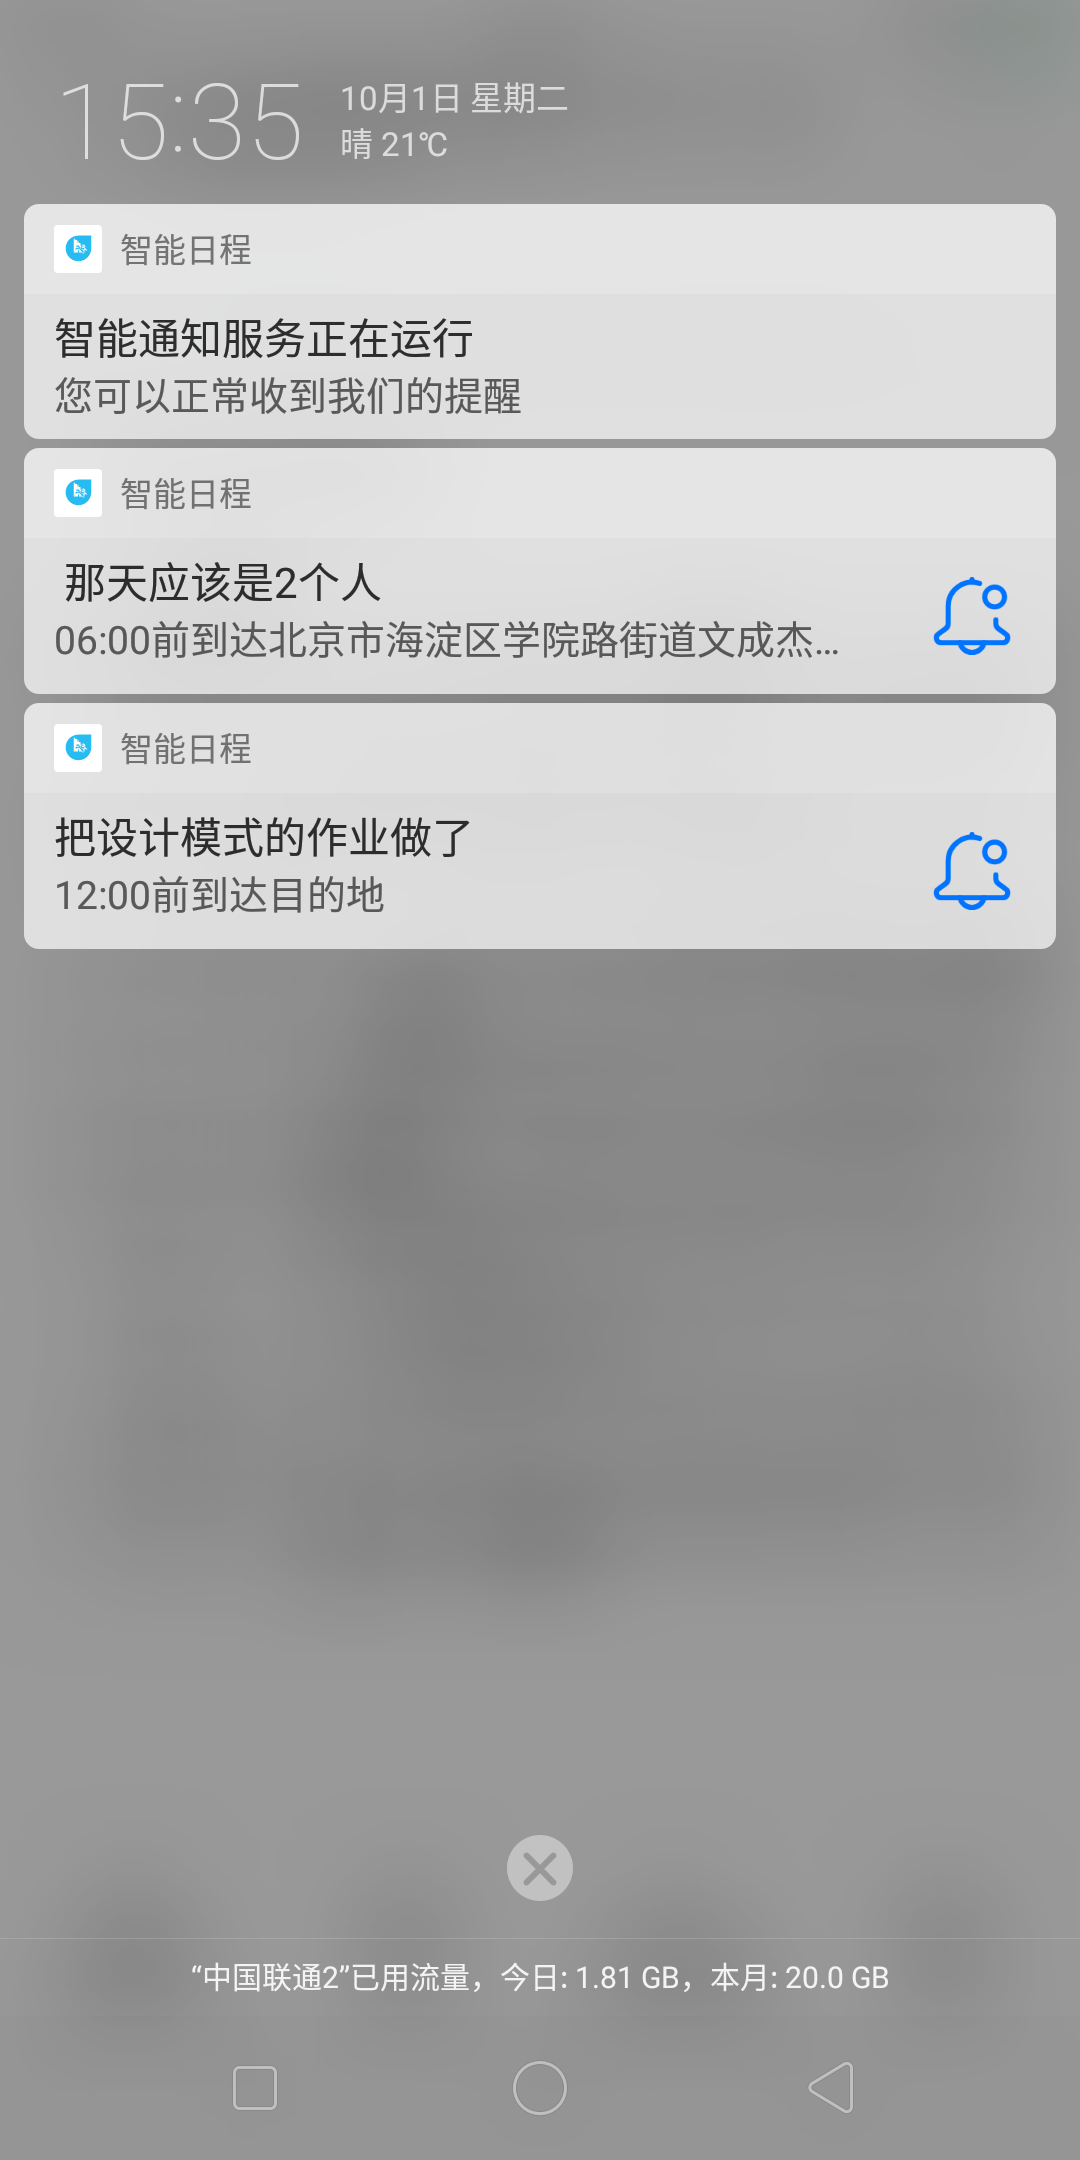 15:35
10月1日 星期二
晴 21℃
智能日程
智能通知服务正在运行
您可以正常收到我们的提醒
智能日程
那天应该是2个人
06:00前到达北京市海淀区学院路街道文成杰...
智能日程
把设计模式的作业做了
12:00前到达目的地
“中国联通2”已用流量，今日: 1.81 GB，本月: 20.0 GB